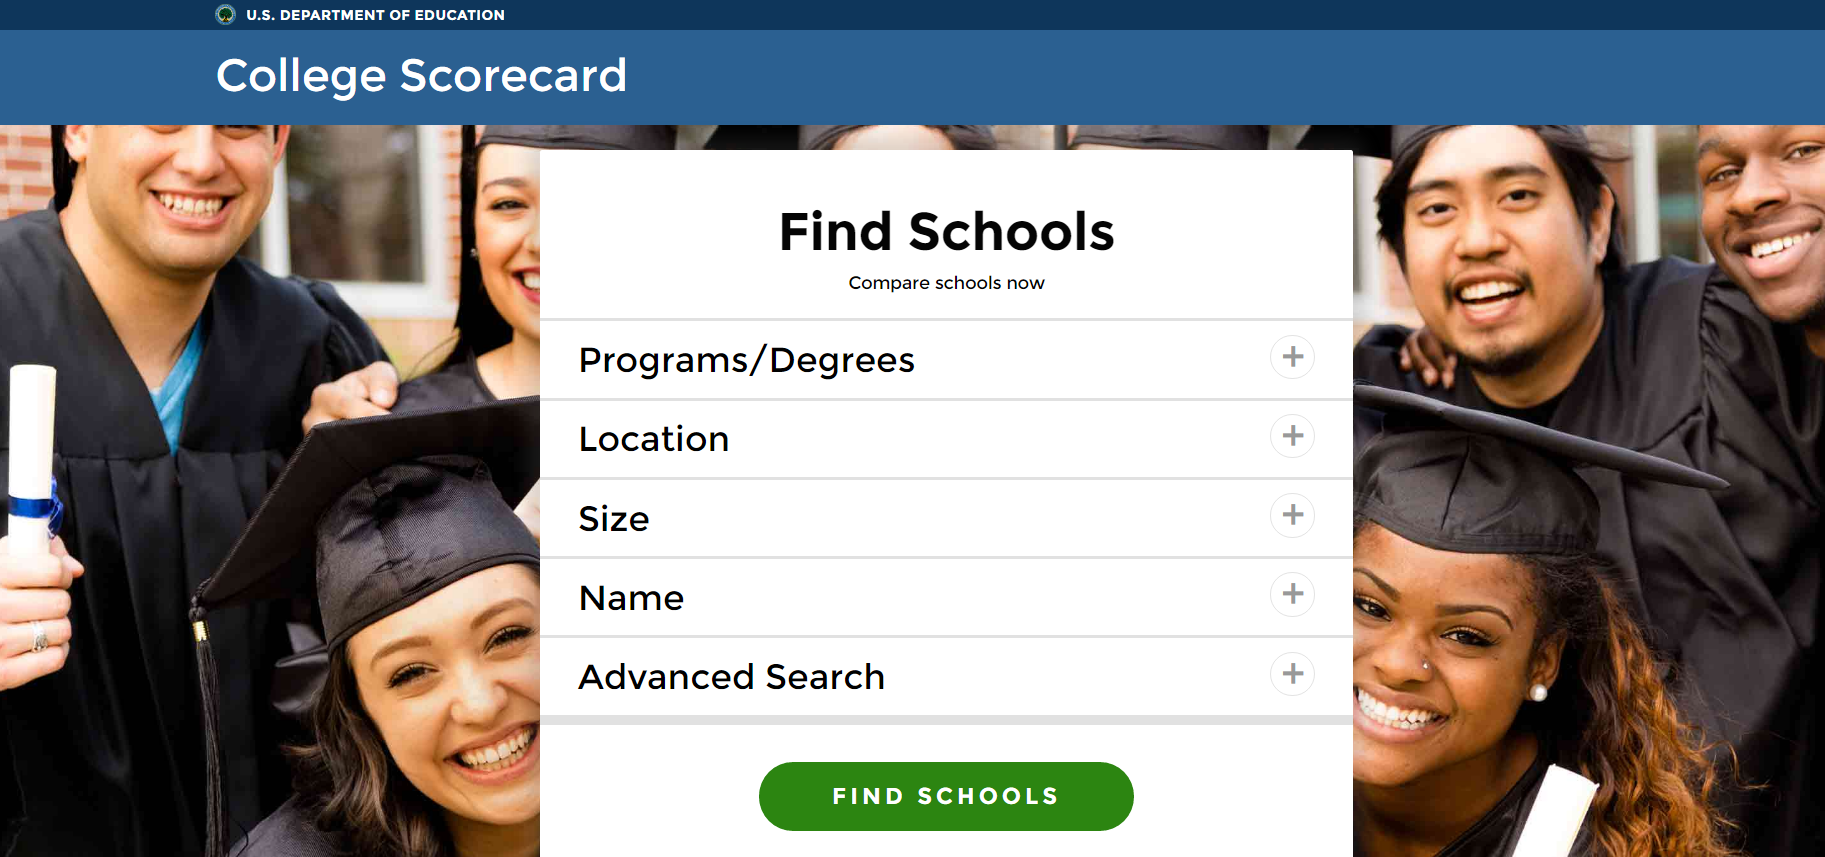 U.S. DEPARTMENT OF EDUCATION
College Scorecard
Find Schools
Compare schools now
Programs/Degrees
Location
Size
Name
Advanced Search
FIND SCHOOLS